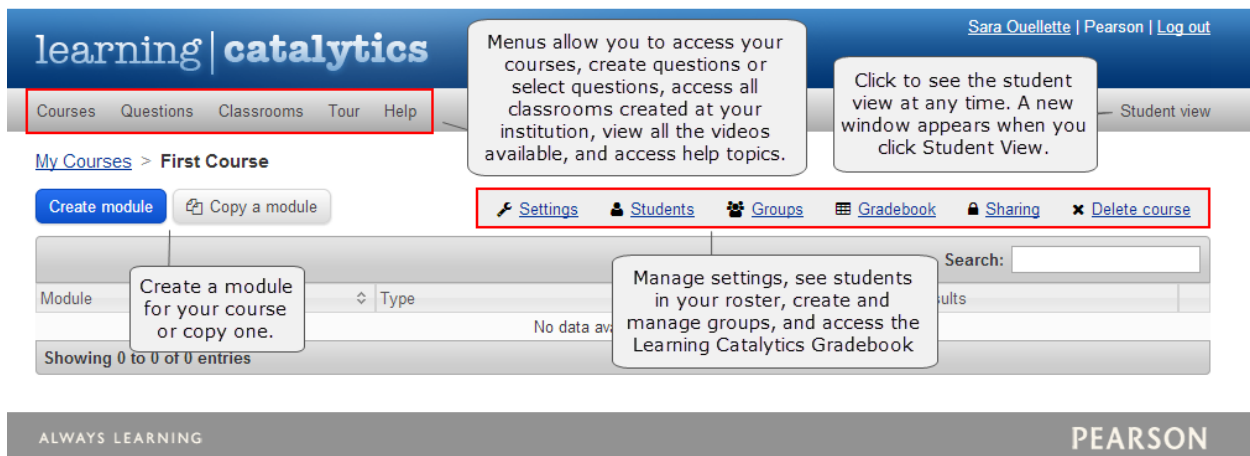 Sara Ouellette | Pearson | Log out
learning | catalytics
Menus allow you to access your
courses, create questions or
select questions, access all
classrooms created at your
institution, view all the videos
available, and access help topics.
Click to see the student
view at any time. A new
window appears when you
click Student View.
Courses Questions Classrooms Tour Help
Student view
My Courses > First Course
Create module Copy a module
Settings Students Groups Gradebook Sharing Delete course
Search:
Create a module
for your course
or copy one.
Manage settings, see students
in your roster, create and
manage groups, and access the
Learning Catalytics Gradebook
Module Type
No data
Showing 0 to 0 of 0 entries
ALWAYS LEARNING PEARSON